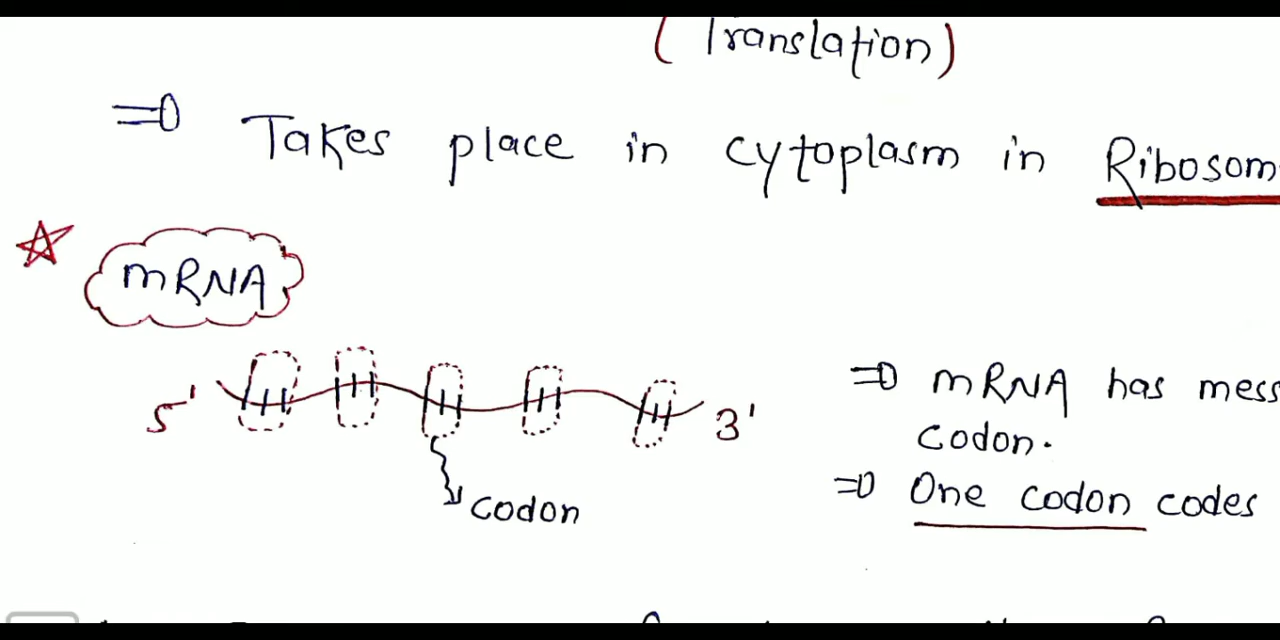 (Translation)
⇒ Takes place in cytoplasm in Ribosom
mRNA
5' 3'
codon
⇒ mRNA has mess
codon.
⇒ One codon codes